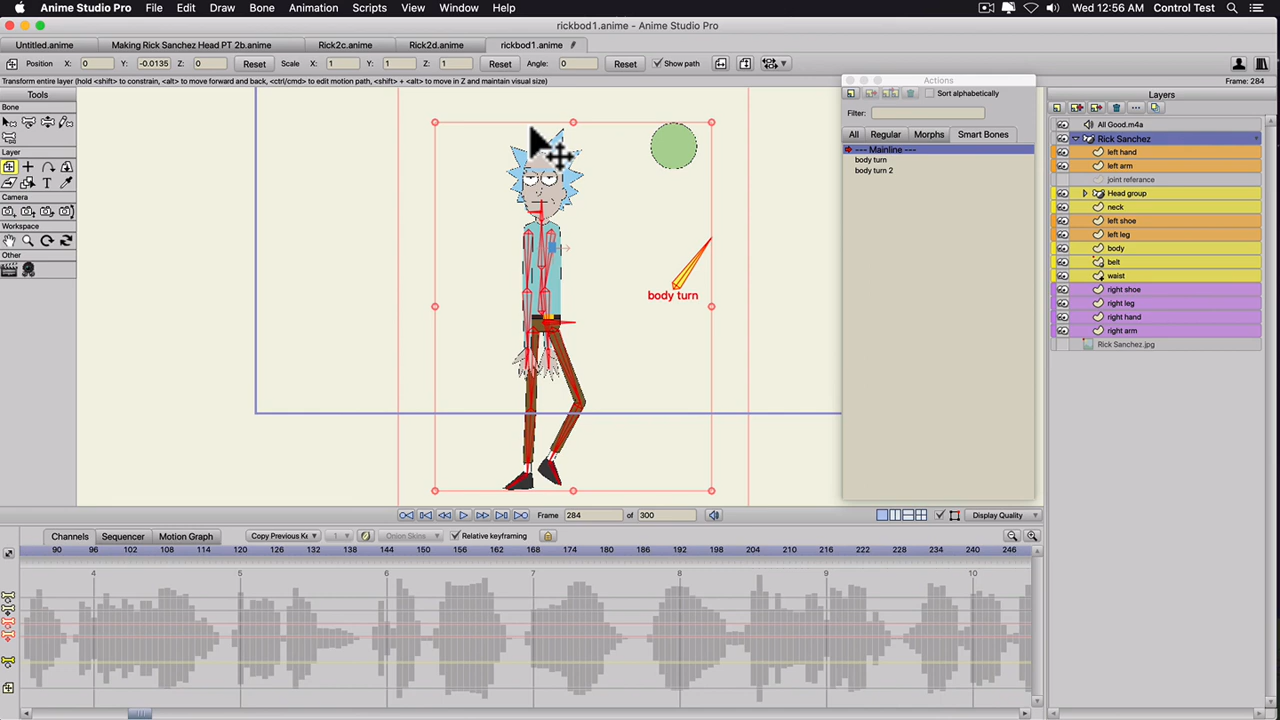 Anime Studio Pro File Edit Draw Bone Animation Scripts View Window Help Wed 12:56 AM Control Test
rickbod1.anime - Anime Studio Pro
Untitled.anime Making Rick Sanchez Head PT 2b.anime Rick2c.anime Rick2d.anime rickbod1.anime
Position X: 0 Y: -0.0135 Z: 0 Reset Scale X: 1 Y: 1 Z: 1 Reset Angle: 0 Reset Show path
Transform entire layer (hold <shift> to constrain, <alt> to move forward and back, <ctrl/cmd> to edit motion path, <shift> + <alt> to move in Z and maintain visual size) Frame: 284
Tools
Bone
Layer
Camera
Workspace
Other
body turn
Actions
Sort alphabetically
Filter:
All Regular Morphs Smart Bones
--- Mainline ---
body turn
body turn 2
Layers
All Good.m4a
Rick Sanchez
left hand
left arm
joint referance
Head group
neck
left shoe
left leg
body
belt
waist
right shoe
right leg
right hand
right arm
Rick Sanchez.jpg
Frame 284 of 300 Display Quality
Channels Sequencer Motion Graph Copy Previous Ke 1 Onion Skins Relative keyframing
90 96 102 108 114 120 126 132 138 144 150 156 162 168 174 180 186 192 198 204 210 216 222 228 234 240 246
4 5 6 7 8 9 10